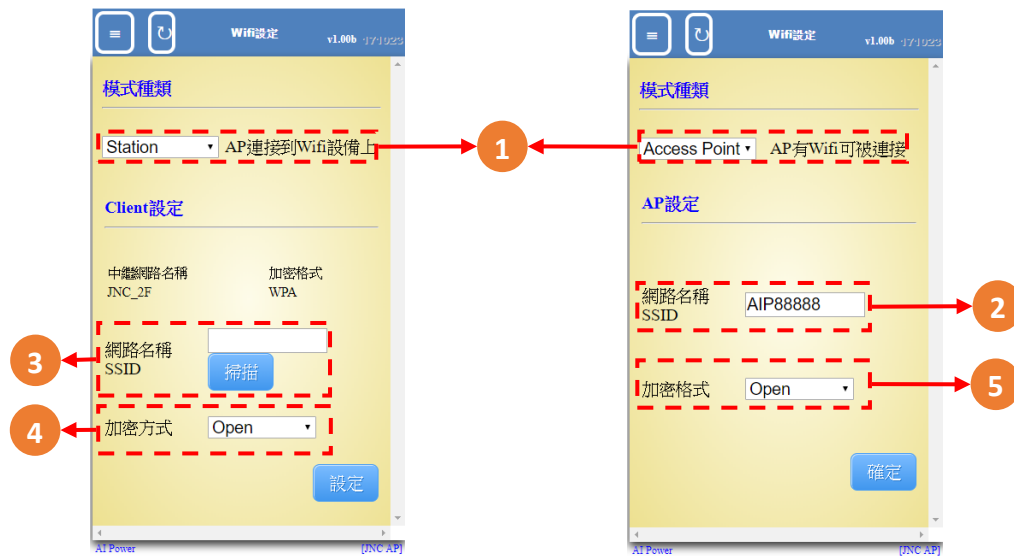 ≡ ↻ Wifi設定 v1.00b 171023
模式種類
Station AP連接到Wifi設備上
Client設定
中繼網路名稱 加密格式
JNC_2F WPA
網路名稱
SSID
掃描
加密方式 Open
設定
AI Power [JNC AP]
1
3
4
≡ ↻ Wifi設定 v1.00b 171023
模式種類
Access Point AP有Wifi可被連接
AP設定
網路名稱
SSID
AIP88888
加密格式 Open
確定
AI Power [JNC AP]
2
5